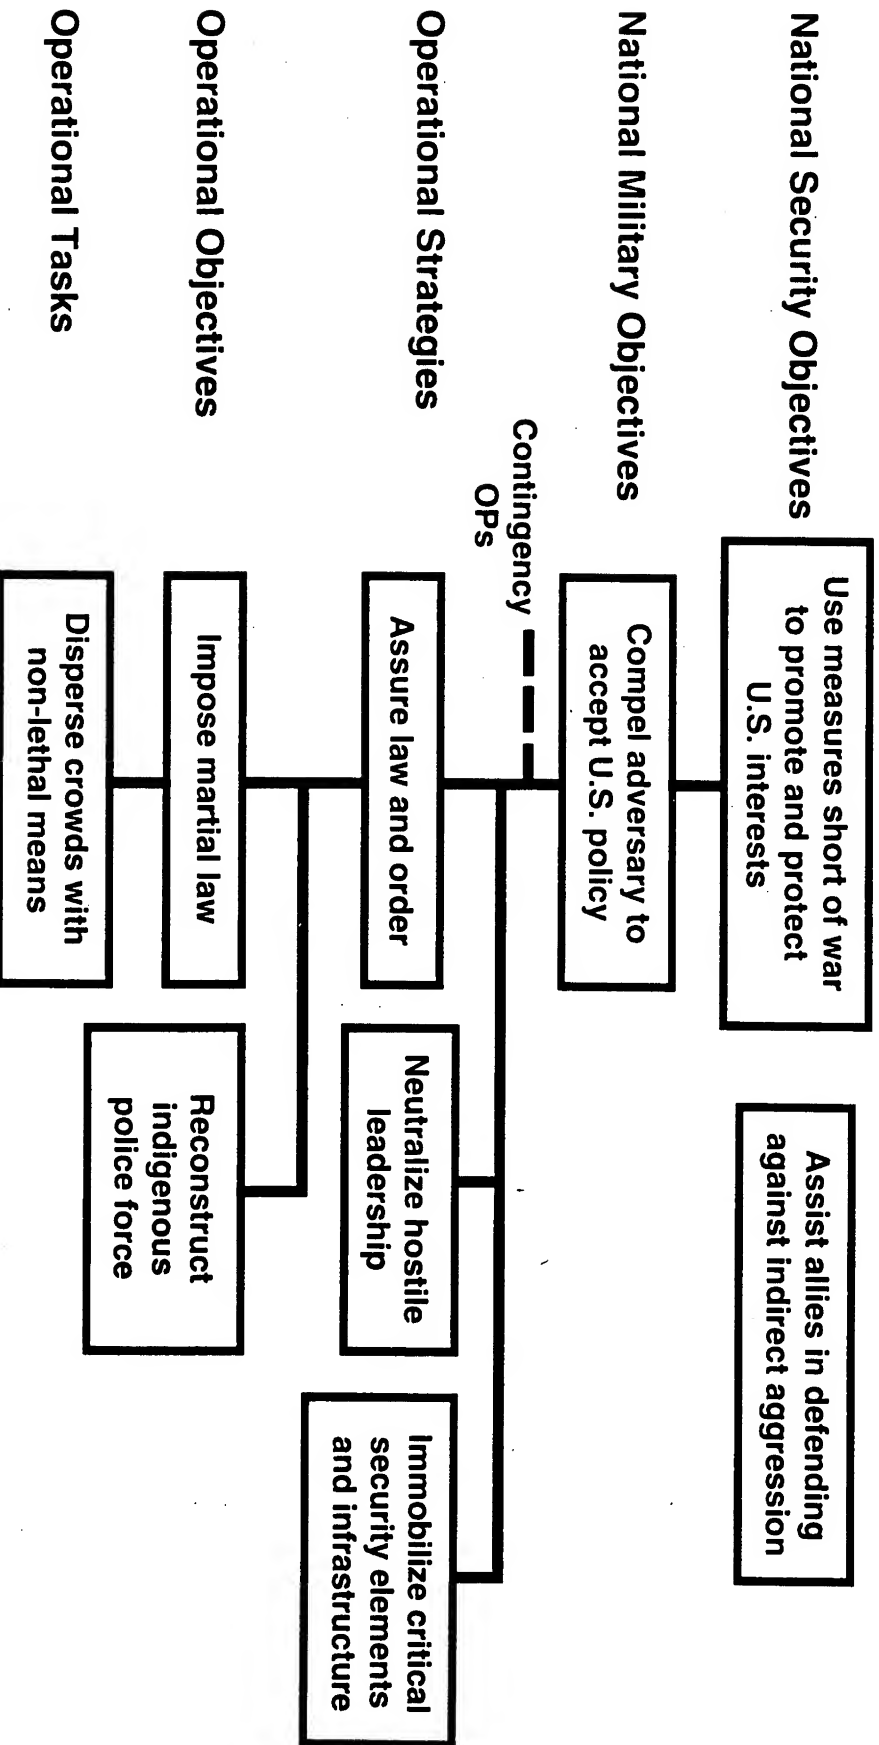 National Security Objectives
Use measures short of war
to promote and protect
U.S. interests
Assist allies in defending
against indirect aggression
National Military Objectives
Compel adversary to
accept U.S. policy
Contingency
OPs
Operational Strategies
Assure law and order
Neutralize hostile
leadership
Immobilize critical
security elements
and infrastructure
Operational Objectives
Impose martial law
Reconstruct
indigenous
police force
Operational Tasks
Disperse crowds with
non-lethal means